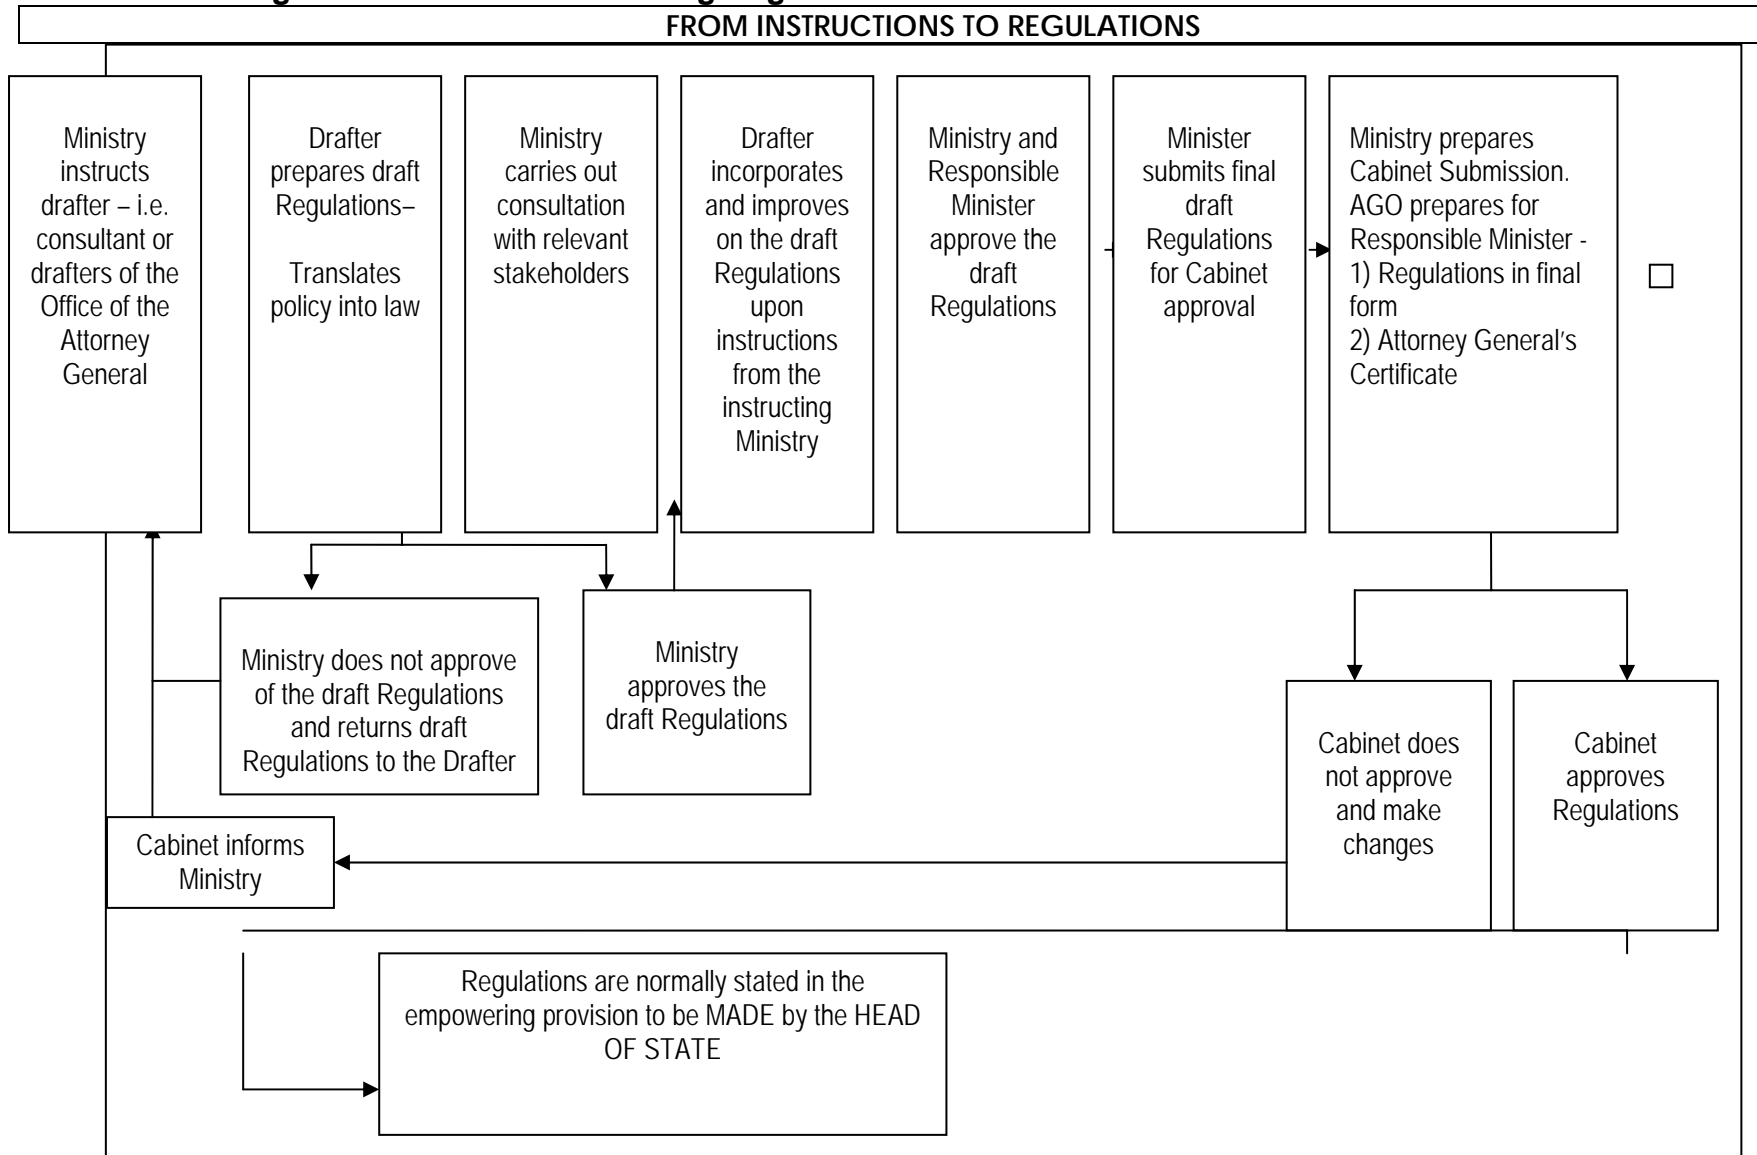 FROM INSTRUCTIONS TO REGULATIONS
Ministry
instructs
drafter – i.e.
consultant or
drafters of the
Office of the
Attorney
General
Drafter
prepares draft
Regulations–
Translates
policy into law
Ministry
carries out
consultation
with relevant
stakeholders
Drafter
incorporates
and improves
on the draft
Regulations
upon
instructions
from the
instructing
Ministry
Ministry and
Responsible
Minister
approve the
draft
Regulations
Minister
submits final
draft
Regulations
for Cabinet
approval
Ministry prepares
Cabinet Submission.
AGO prepares for
Responsible Minister -
1) Regulations in final
form
2) Attorney General’s
Certificate
Ministry does not approve
of the draft Regulations
and returns draft
Regulations to the Drafter
Ministry
approves the
draft Regulations
Cabinet does
not approve
and make
changes
Cabinet
approves
Regulations
Cabinet informs
Ministry
Regulations are normally stated in the
empowering provision to be MADE by the HEAD
OF STATE